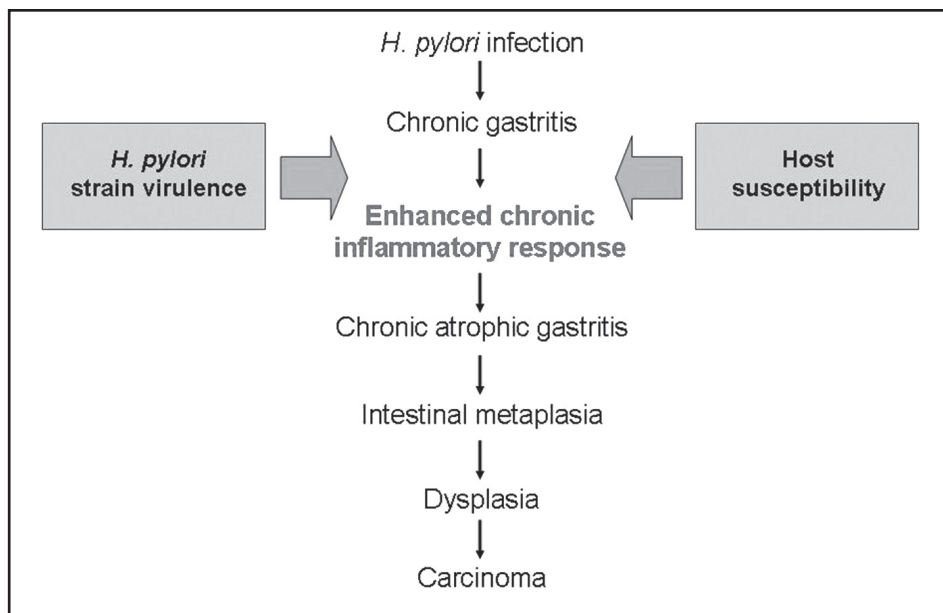 H. pylori infection
Chronic gastritis
H. pylori
strain virulence
Host
susceptibility
Enhanced chronic
inflammatory response
Chronic atrophic gastritis
Intestinal metaplasia
Dysplasia
Carcinoma